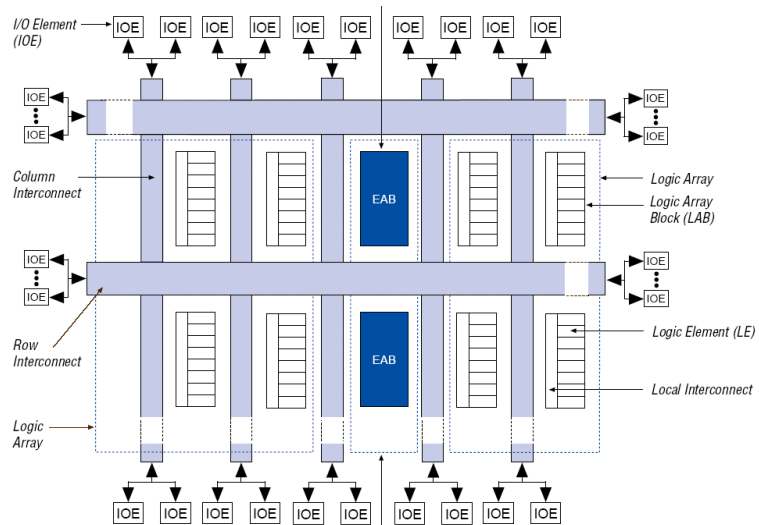 I/O Element
(IOE)
IOE IOE IOE IOE IOE IOE IOE IOE IOE IOE
IOE
IOE
IOE
IOE
Column
Interconnect
EAB
Logic Array
Logic Array
Block (LAB)
IOE
IOE
IOE
IOE
Row
Interconnect
EAB
Logic Element (LE)
Local Interconnect
Logic
Array
IOE IOE IOE IOE IOE IOE IOE IOE IOE IOE